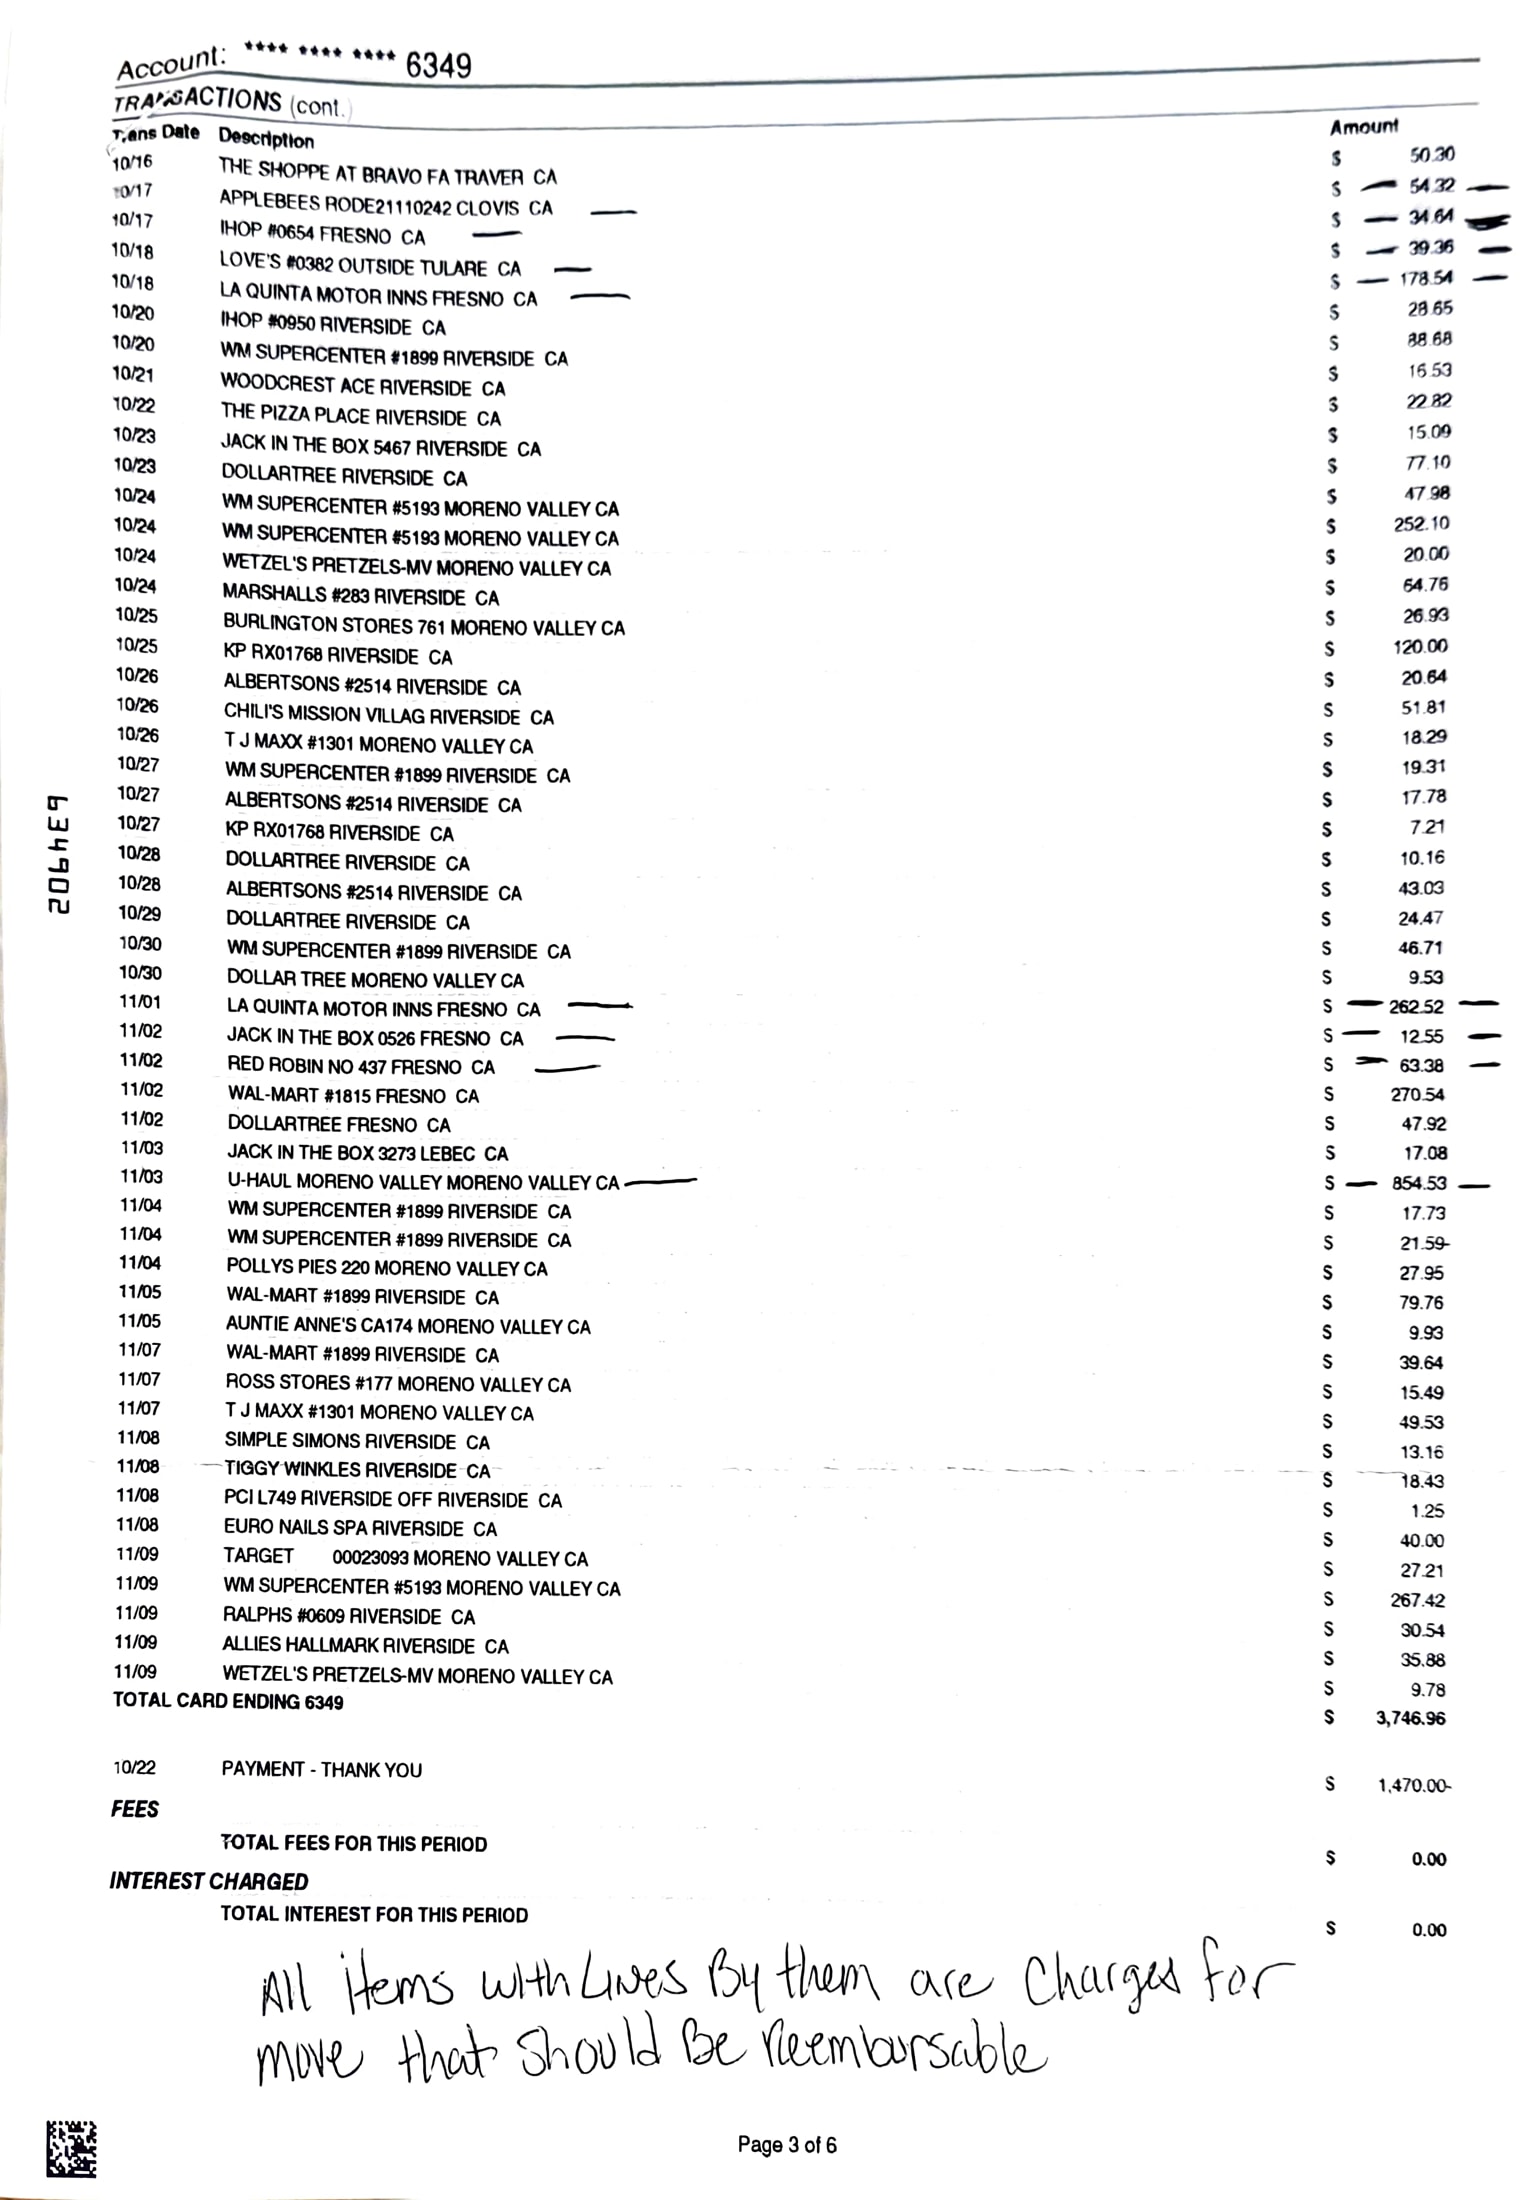 Account: **** **** **** 6349
TRANSACTIONS (cont.)
Trans Date Description Amount
10/16 THE SHOPPE AT BRAVO FA TRAVER CA $ 50.30
10/17 APPLEBEES RODE21110242 CLOVIS CA $ 54.32
10/17 IHOP #0654 FRESNO CA $ 34.64
10/18 LOVE'S #0382 OUTSIDE TULARE CA $ 39.36
10/18 LA QUINTA MOTOR INNS FRESNO CA $ 178.54
10/20 IHOP #0950 RIVERSIDE CA $ 28.65
10/20 WM SUPERCENTER #1899 RIVERSIDE CA $ 88.68
10/21 WOODCREST ACE RIVERSIDE CA $ 16.53
10/22 THE PIZZA PLACE RIVERSIDE CA $ 22.82
10/23 JACK IN THE BOX 5467 RIVERSIDE CA $ 15.09
10/23 DOLLARTREE RIVERSIDE CA $ 77.10
10/24 WM SUPERCENTER #5193 MORENO VALLEY CA $ 47.98
10/24 WM SUPERCENTER #5193 MORENO VALLEY CA $ 252.10
10/24 WETZEL'S PRETZELS-MV MORENO VALLEY CA $ 20.00
10/24 MARSHALLS #283 RIVERSIDE CA $ 64.76
10/25 BURLINGTON STORES 761 MORENO VALLEY CA $ 26.93
10/25 KP RX01768 RIVERSIDE CA $ 120.00
10/26 ALBERTSONS #2514 RIVERSIDE CA $ 20.64
10/26 CHILI'S MISSION VILLAG RIVERSIDE CA $ 51.81
10/26 T J MAXX #1301 MORENO VALLEY CA $ 18.29
10/27 WM SUPERCENTER #1899 RIVERSIDE CA $ 19.31
10/27 ALBERTSONS #2514 RIVERSIDE CA $ 17.78
10/27 KP RX01768 RIVERSIDE CA $ 7.21
10/28 DOLLARTREE RIVERSIDE CA $ 10.16
10/28 ALBERTSONS #2514 RIVERSIDE CA $ 43.03
10/29 DOLLARTREE RIVERSIDE CA $ 24.47
10/30 WM SUPERCENTER #1899 RIVERSIDE CA $ 46.71
10/30 DOLLAR TREE MORENO VALLEY CA $ 9.53
11/01 LA QUINTA MOTOR INNS FRESNO CA $ 262.52
11/02 JACK IN THE BOX 0526 FRESNO CA $ 12.55
11/02 RED ROBIN NO 437 FRESNO CA $ 63.38
11/02 WAL-MART #1815 FRESNO CA $ 270.54
11/02 DOLLARTREE FRESNO CA $ 47.92
11/03 JACK IN THE BOX 3273 LEBEC CA $ 17.08
11/03 U-HAUL MORENO VALLEY MORENO VALLEY CA $ 854.53
11/04 WM SUPERCENTER #1899 RIVERSIDE CA $ 17.73
11/04 WM SUPERCENTER #1899 RIVERSIDE CA $ 21.59-
11/04 POLLYS PIES 220 MORENO VALLEY CA $ 27.95
11/05 WAL-MART #1899 RIVERSIDE CA $ 79.76
11/05 AUNTIE ANNE'S CA174 MORENO VALLEY CA $ 9.93
11/07 WAL-MART #1899 RIVERSIDE CA $ 39.64
11/07 ROSS STORES #177 MORENO VALLEY CA $ 15.49
11/07 T J MAXX #1301 MORENO VALLEY CA $ 49.53
11/08 SIMPLE SIMONS RIVERSIDE CA $ 13.16
11/08 TIGGY WINKLES RIVERSIDE CA $ 18.43
11/08 PCI L749 RIVERSIDE OFF RIVERSIDE CA $ 1.25
11/08 EURO NAILS SPA RIVERSIDE CA $ 40.00
11/09 TARGET 00023093 MORENO VALLEY CA $ 27.21
11/09 WM SUPERCENTER #5193 MORENO VALLEY CA $ 267.42
11/09 RALPHS #0609 RIVERSIDE CA $ 30.54
11/09 ALLIES HALLMARK RIVERSIDE CA $ 35.88
11/09 WETZEL'S PRETZELS-MV MORENO VALLEY CA $ 9.78
TOTAL CARD ENDING 6349 $ 3,746.96
10/22 PAYMENT - THANK YOU $ 1,470.00-
FEES
TOTAL FEES FOR THIS PERIOD $ 0.00
INTEREST CHARGED
TOTAL INTEREST FOR THIS PERIOD $ 0.00
All items with Lines By them are Charges for
move that should Be Reembursable
Page 3 of 6
634902